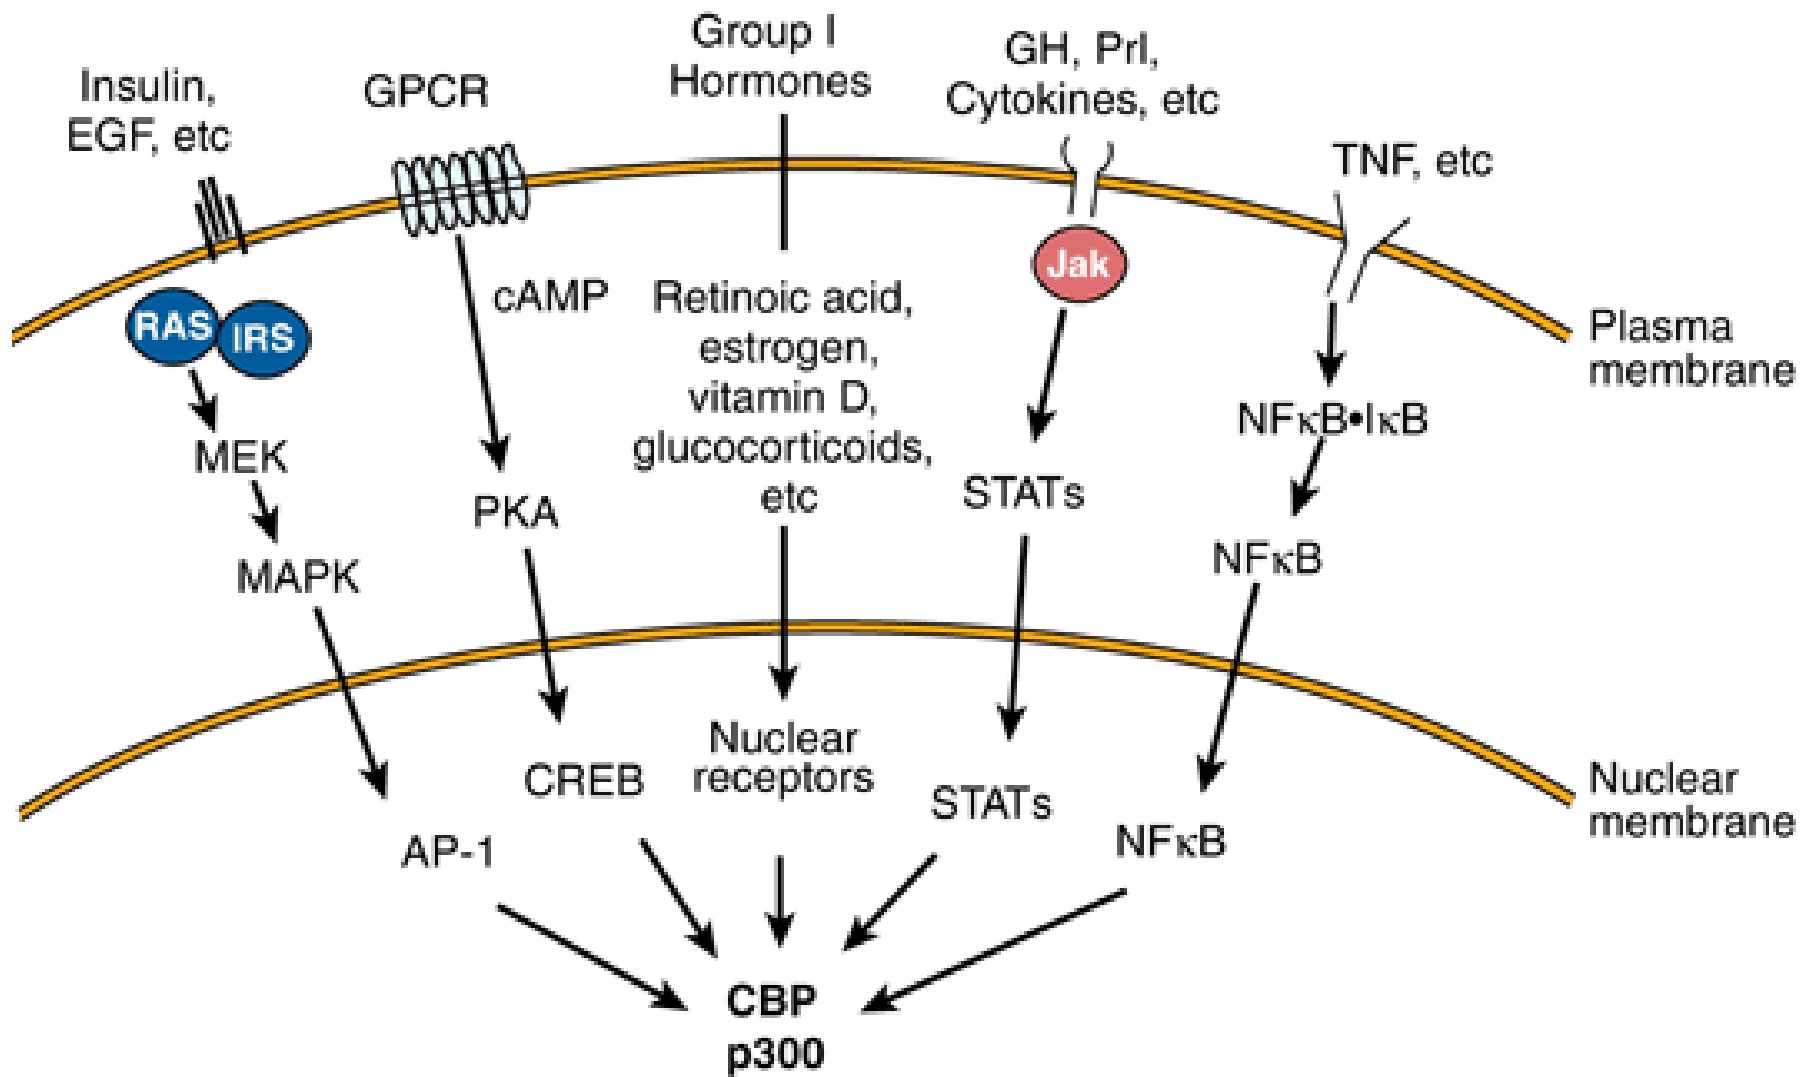 Group I
Hormones
GH, Prl,
Cytokines, etc
Insulin,
EGF, etc
GPCR
TNF, etc
Jak
RAS
IRS
cAMP
Retinoic acid,
estrogen,
vitamin D,
glucocorticoids,
etc
Plasma
membrane
NFκB•IκB
MEK
PKA
STATs
MAPK
NFκB
Nuclear
receptors
CREB
STATs
Nuclear
membrane
AP-1
NFκB
CBP
p300